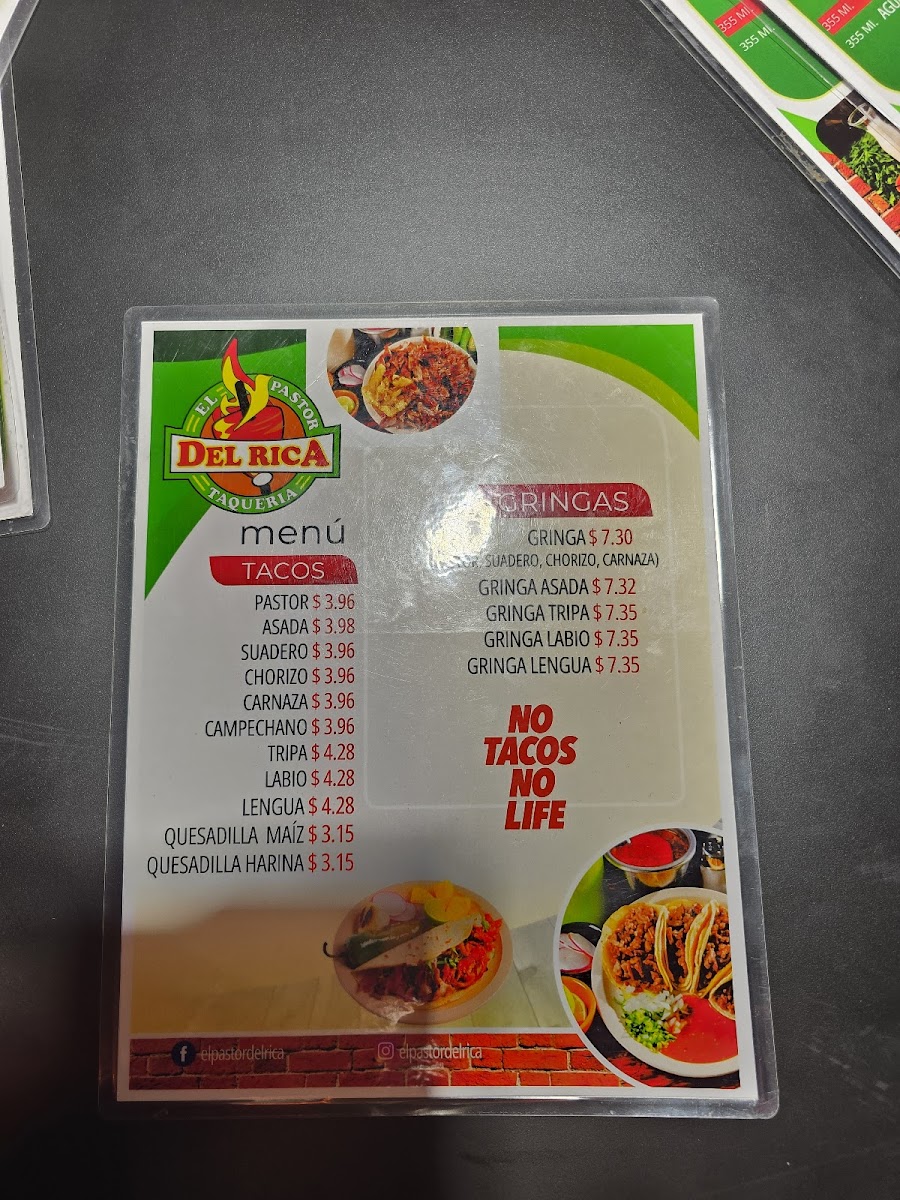 355 Ml.
355 Ml.
355 Ml.
355 Ml.
EL PASTOR
DEL RICA
TAQUERIA
menú
TACOS
PASTOR $ 3.96
ASADA $ 3.98
SUADERO $ 3.96
CHORIZO $ 3.96
CARNAZA $ 3.96
CAMPECHANO $ 3.96
TRIPA $ 4.28
LABIO $ 4.28
LENGUA $ 4.28
QUESADILLA MAÍZ $ 3.15
QUESADILLA HARINA $ 3.15
GRINGAS
GRINGA $ 7.30
SUADERO, CHORIZO, CARNAZA)
GRINGA ASADA $ 7.32
GRINGA TRIPA $ 7.35
GRINGA LABIO $ 7.35
GRINGA LENGUA $ 7.35
NO
TACOS
NO
LIFE
elpastordelrica
elpastordelrica